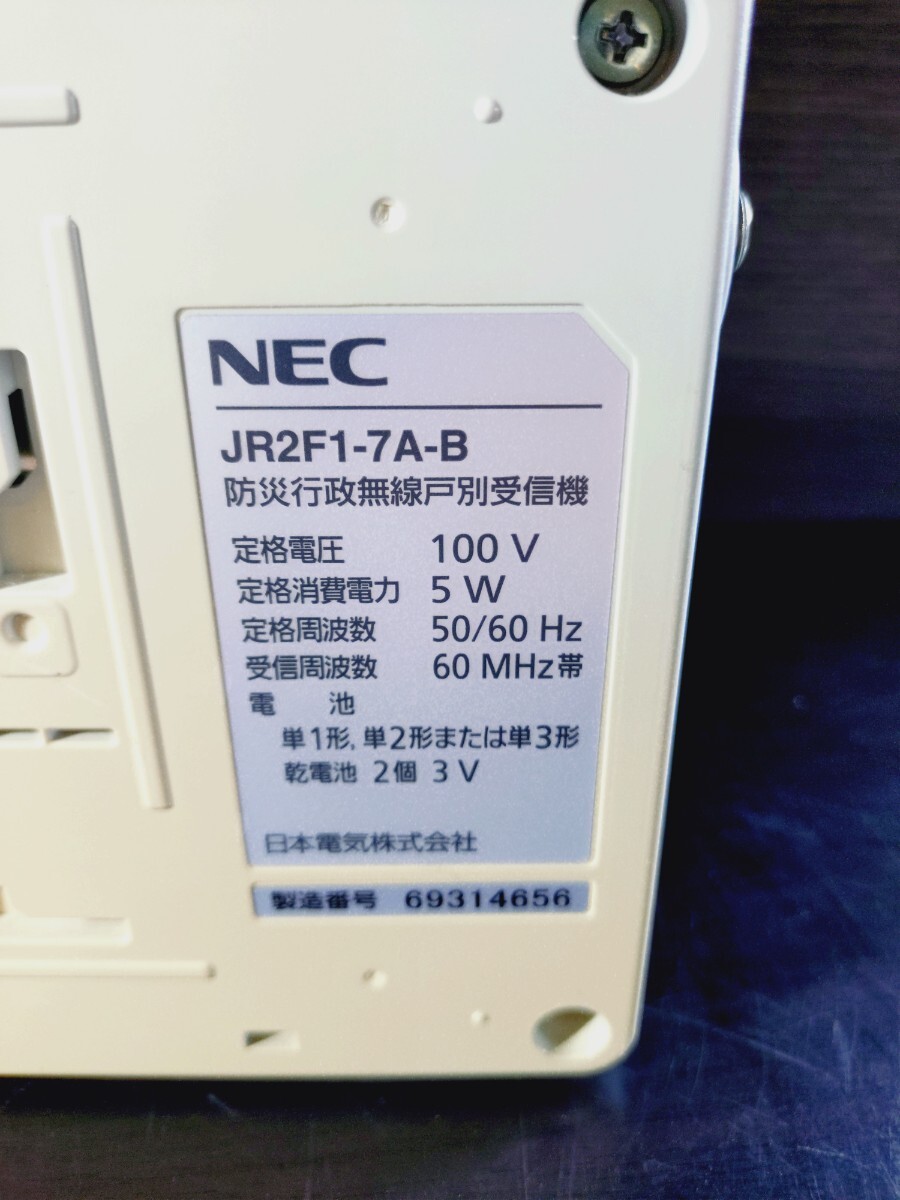 NEC
JR2F1-7A-B
防災行政無線戸別受信機
定格電圧 100 V
定格消費電力 5 W
定格周波数 50/60 Hz
受信周波数 60 MHz帯
電 池
単1形, 単2形または単3形
乾電池 2個 3 V
日本電気株式会社
製造番号 69314656